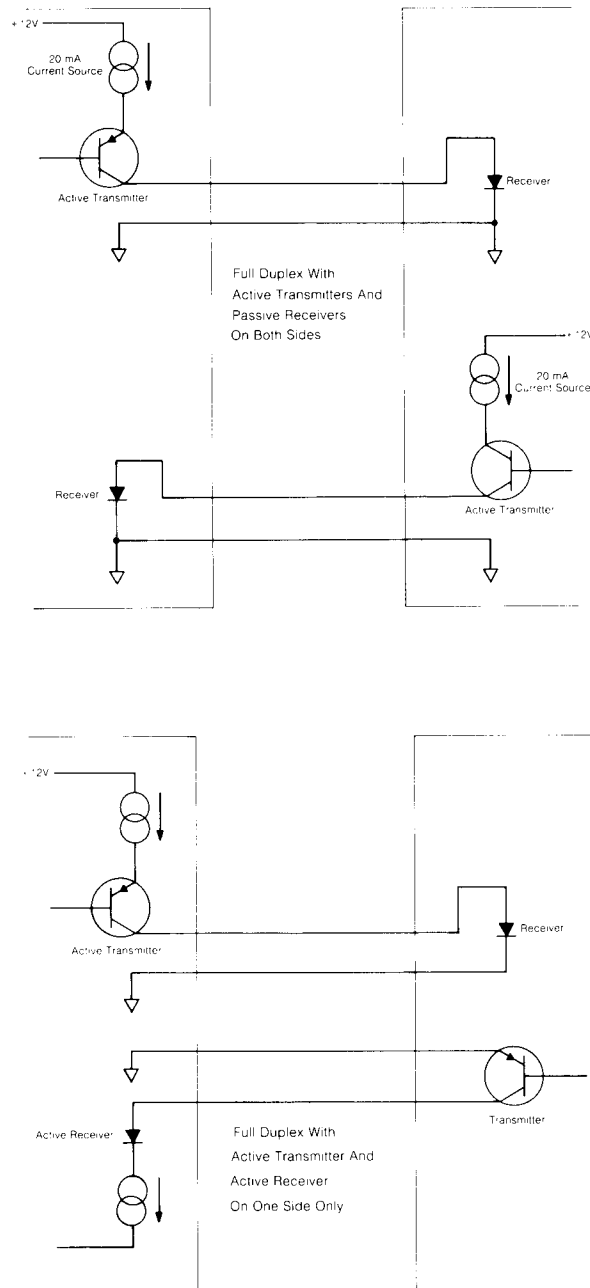 + 12V
20 mA
Current Source
Active Transmitter
Receiver
Full Duplex With
Active Transmitters And
Passive Receivers
On Both Sides
+ 12V
20 mA
Current Source
Receiver
Active Transmitter
+ 12V
Active Transmitter
Receiver
Transmitter
Active Receiver
Full Duplex With
Active Transmitter And
Active Receiver
On One Side Only